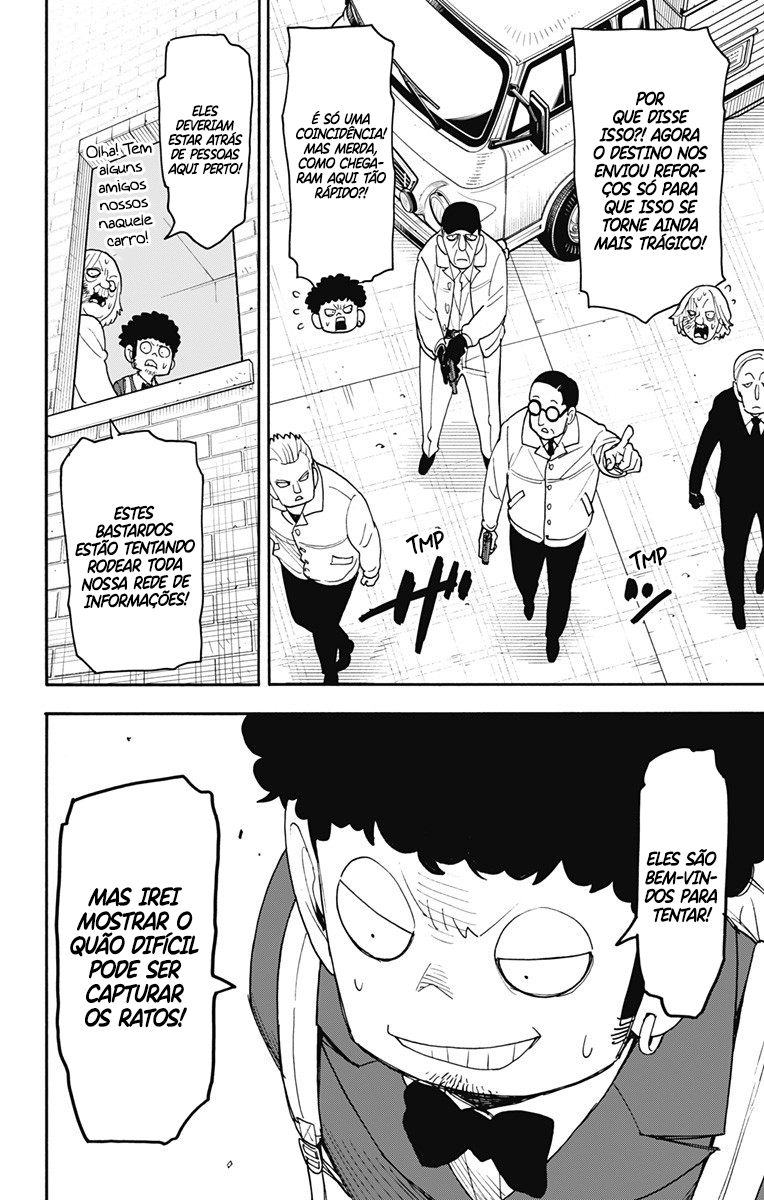 POR
QUE DISSE
ISSO?! AGORA
O DESTINO NOS
ENVIOU REFOR-
ÇOS SÓ PARA
QUE ISSO SE
TORNE AINDA
MAIS TRÁGICO!
É SÓ UMA
COINCIDÊNCIA!
MAS MERDA,
COMO CHEGA-
RAM AQUI TÃO
RÁPIDO?!
TMP
TMP
ELES
DEVERIAM
ESTAR ATRÁS
DE PESSOAS
AQUI PERTO!
Olha! Tem
alguns
amigos
nossos
naquele
carro!
ESTES
BASTARDOS
ESTÃO TENTANDO
RODEAR TODA
NOSSA REDE DE
INFORMAÇÕES!
ELES SÃO
BEM-VIN-
DOS PARA
TENTAR!
MAS IREI
MOSTRAR O
QUÃO DIFÍCIL
PODE SER
CAPTURAR
OS RATOS!